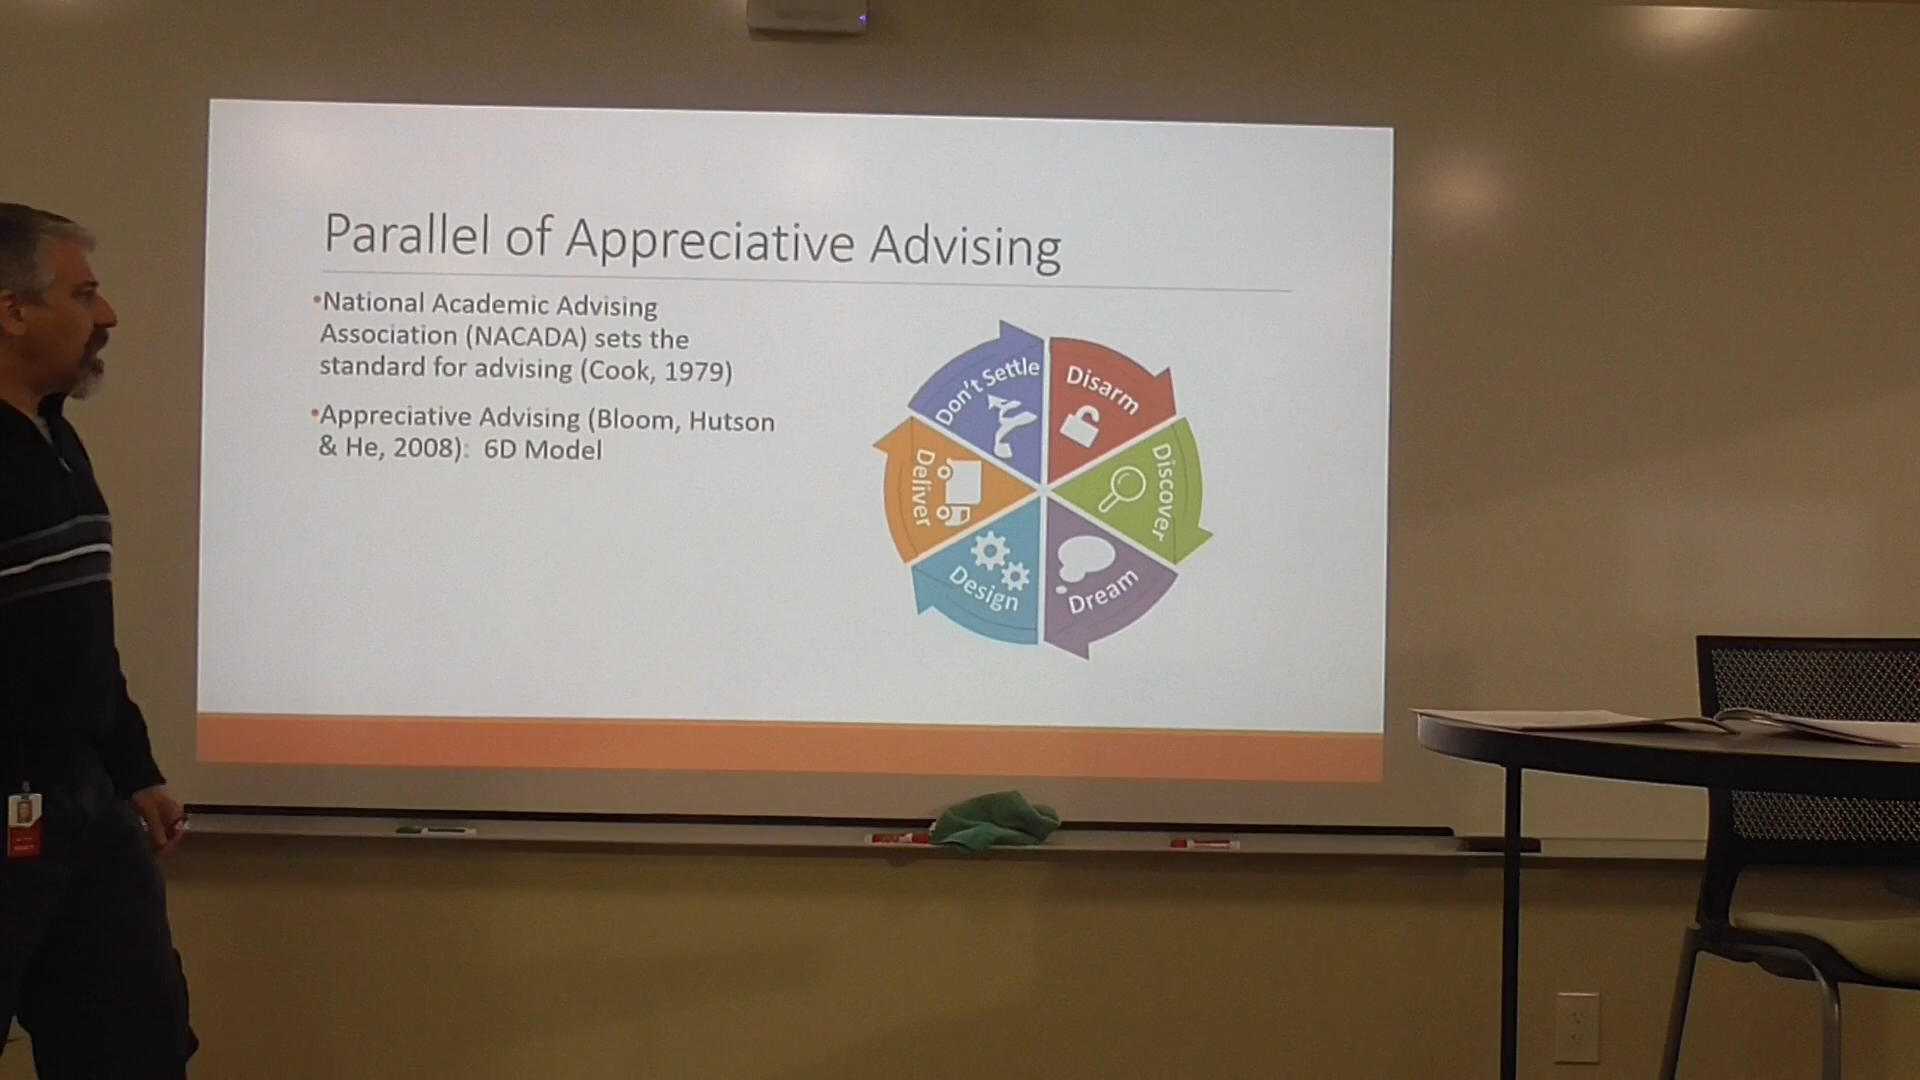 Parallel of Appreciative Advising
•National Academic Advising
Association (NACADA) sets the
standard for advising (Cook, 1979)
•Appreciative Advising (Bloom, Hutson
& He, 2008): 6D Model
Don't Settle
Disarm
Discover
Dream
Design
Deliver